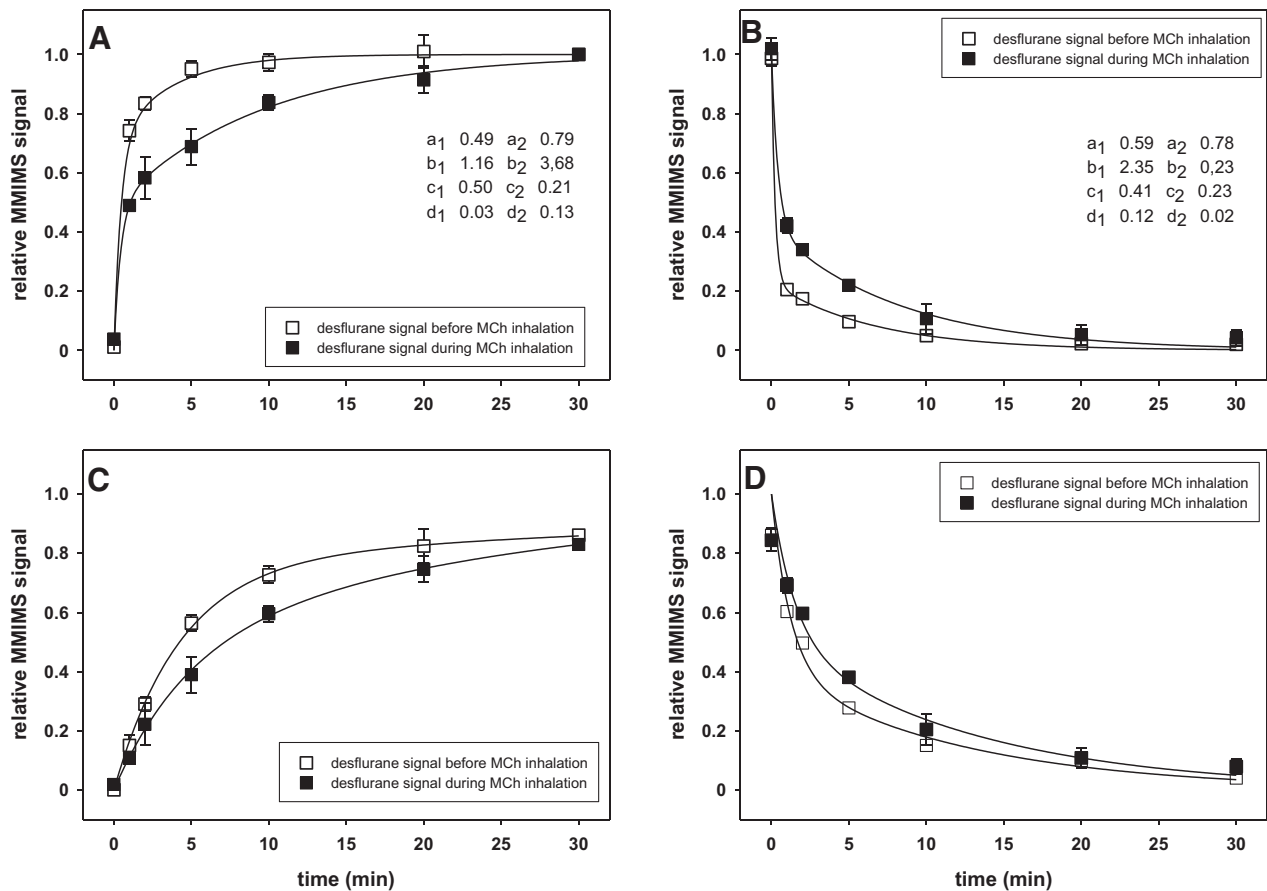 A
relative MMIMS signal
1.0
0.8
0.6
0.4
0.2
0
a1 0.49 a2 0.79
b1 1.16 b2 3,68
c1 0.50 c2 0.21
d1 0.03 d2 0.13
desflurane signal before MCh inhalation
desflurane signal during MCh inhalation
0 5 10 15 20 25 30
B
relative MMIMS signal
1.0
0.8
0.6
0.4
0.2
0
desflurane signal before MCh inhalation
desflurane signal during MCh inhalation
a1 0.59 a2 0.78
b1 2.35 b2 0,23
c1 0.41 c2 0.23
d1 0.12 d2 0.02
0 5 10 15 20 25 30
C
relative MMIMS signal
1.0
0.8
0.6
0.4
0.2
0
desflurane signal before MCh inhalation
desflurane signal during MCh inhalation
0 5 10 15 20 25 30
time (min)
D
relative MMIMS signal
1.0
0.8
0.6
0.4
0.2
0
desflurane signal before MCh inhalation
desflurane signal during MCh inhalation
0 5 10 15 20 25 30
time (min)